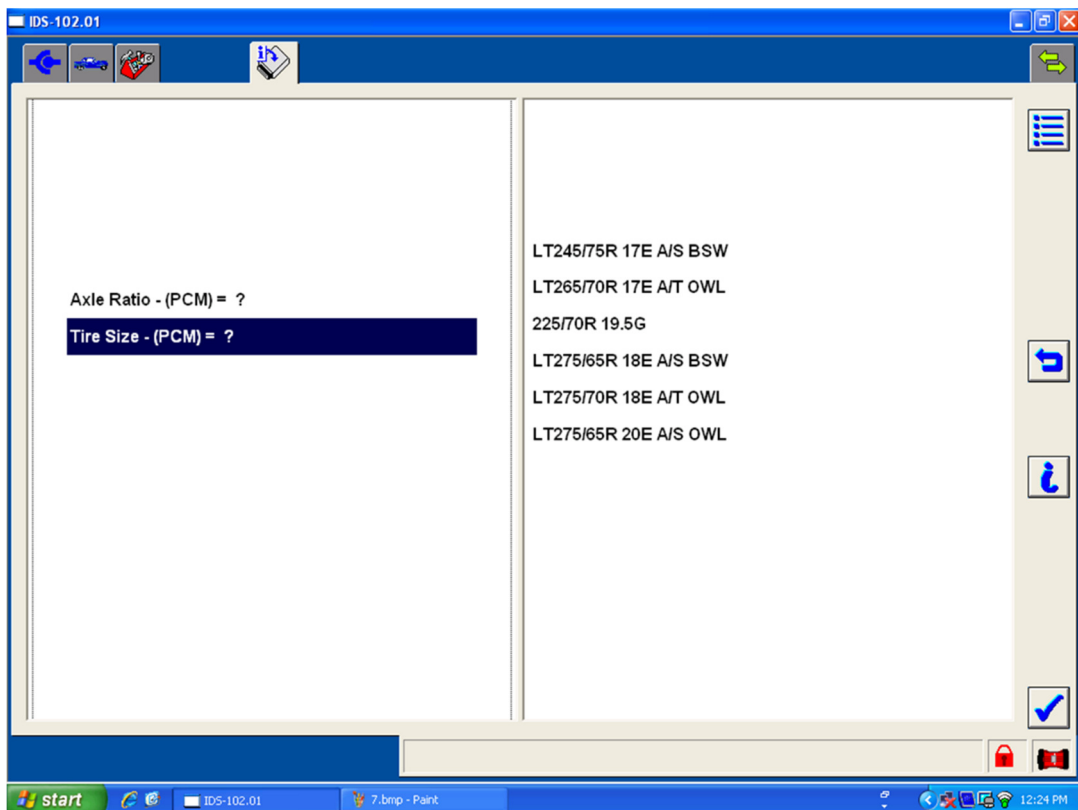 IDS-102.01
Axle Ratio - (PCM) = ?
Tire Size - (PCM) = ?
LT245/75R 17E A/S BSW
LT265/70R 17E A/T OWL
225/70R 19.5G
LT275/65R 18E A/S BSW
LT275/70R 18E A/T OWL
LT275/65R 20E A/S OWL
start
IDS-102.01
7.bmp - Paint
12:24 PM